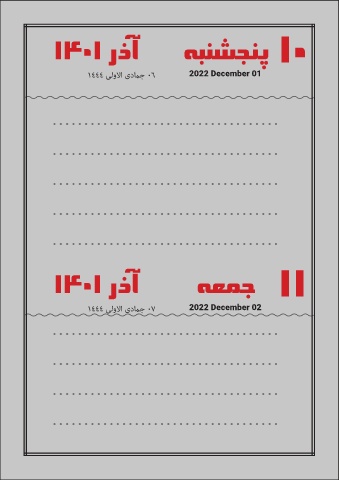 ۱۰ پنجشنبه آذر ۱۴۰۱
2022 December 01 ۰۶ جمادی الاولی ۱۴۴۴
۱۱ جمعه آذر ۱۴۰۱
2022 December 02 ۰۷ جمادی الاولی ۱۴۴۴